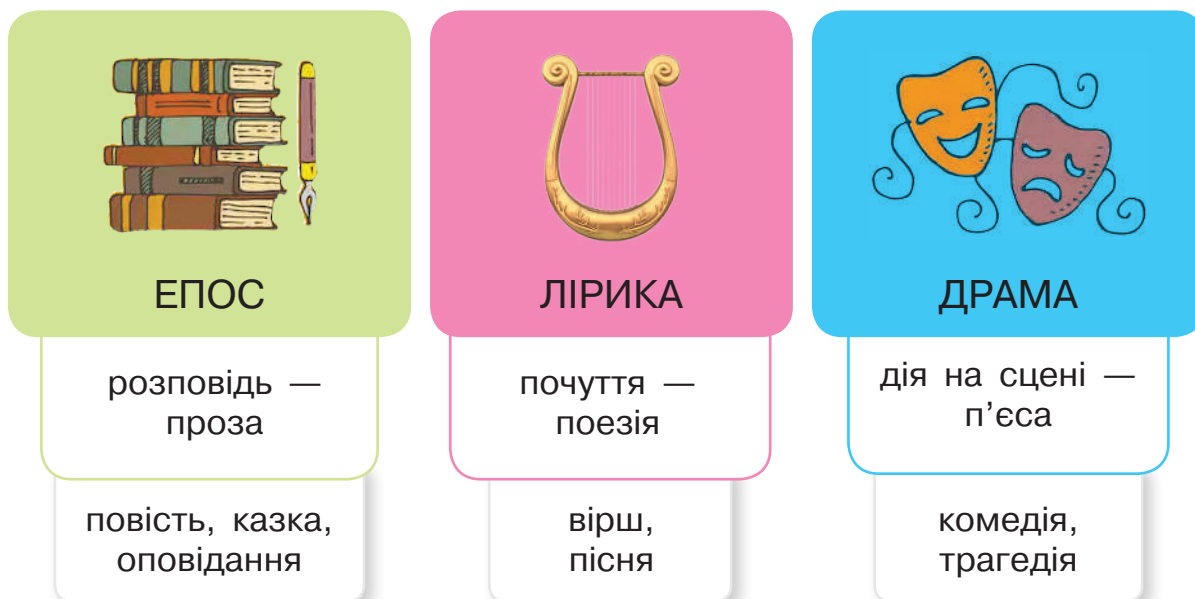 ЕПОС
розповідь —
проза
повість, казка,
оповідання
ЛІРИКА
почуття —
поезія
вірш,
пісня
ДРАМА
дія на сцені —
п’єса
комедія,
трагедія